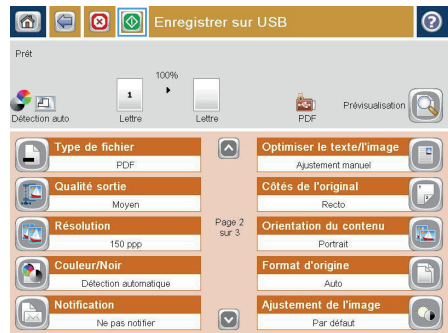 Enregistrer sur USB
?
Prêt
100%
1
Détection auto
Lettre
Lettre
PDF
Prévisualisation
Type de fichier
PDF
Optimiser le texte/l'image
Ajustement manuel
Qualité sortie
Moyen
Côtés de l'original
Recto
Résolution
150 ppp
Page 2
sur 3
Orientation du contenu
Portrait
Couleur/Noir
Détection automatique
Format d'origine
Auto
Notification
Ne pas notifier
Ajustement de l'image
Par défaut